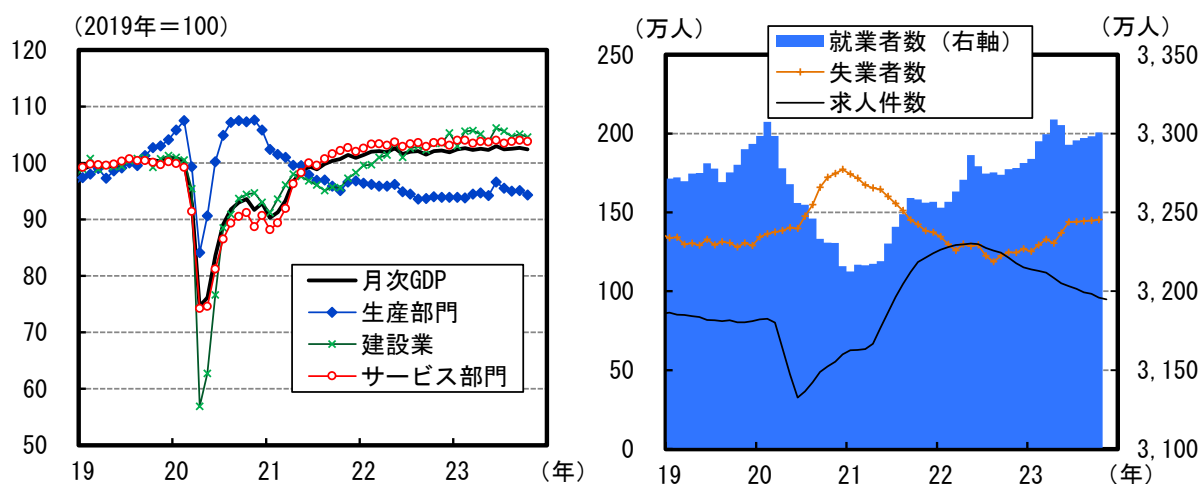 (2019年＝100)
120
110
100
90
80
70
60
50
19
20
21
22
23
(年)
月次GDP
生産部門
建設業
サービス部門
(万人)
(万人)
250
200
150
100
50
0
3,350
3,300
3,250
3,200
3,150
3,100
19
20
21
22
23
(年)
就業者数（右軸）
失業者数
求人件数